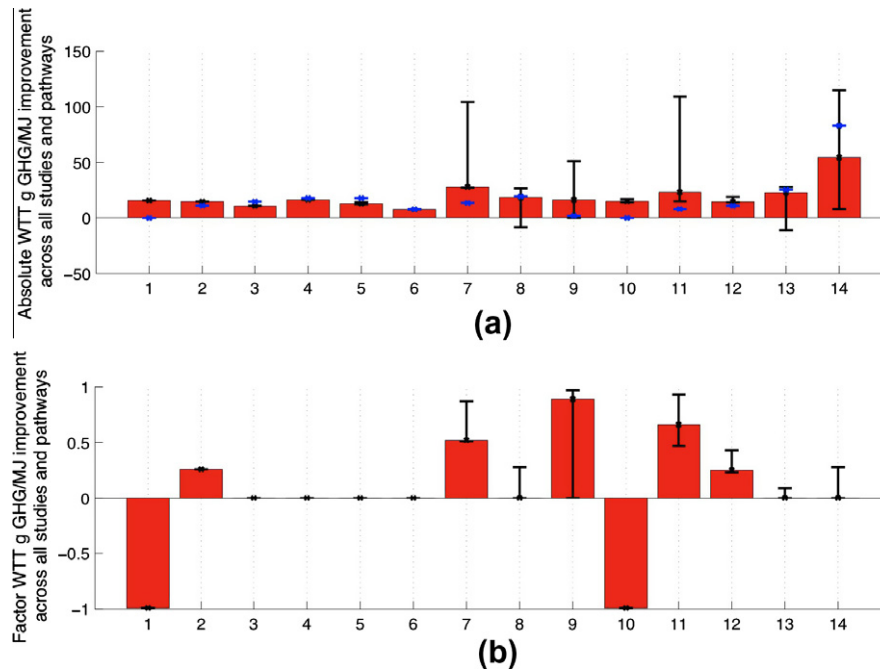 Absolute WTT g GHG/MJ improvement
across all studies and pathways
150
100
50
0
−50
1 2 3 4 5 6 7 8 9 10 11 12 13 14
(a)
Factor WTT g GHG/MJ improvement
across all studies and pathways
1
0.5
0
−0.5
−1
1 2 3 4 5 6 7 8 9 10 11 12 13 14
(b)